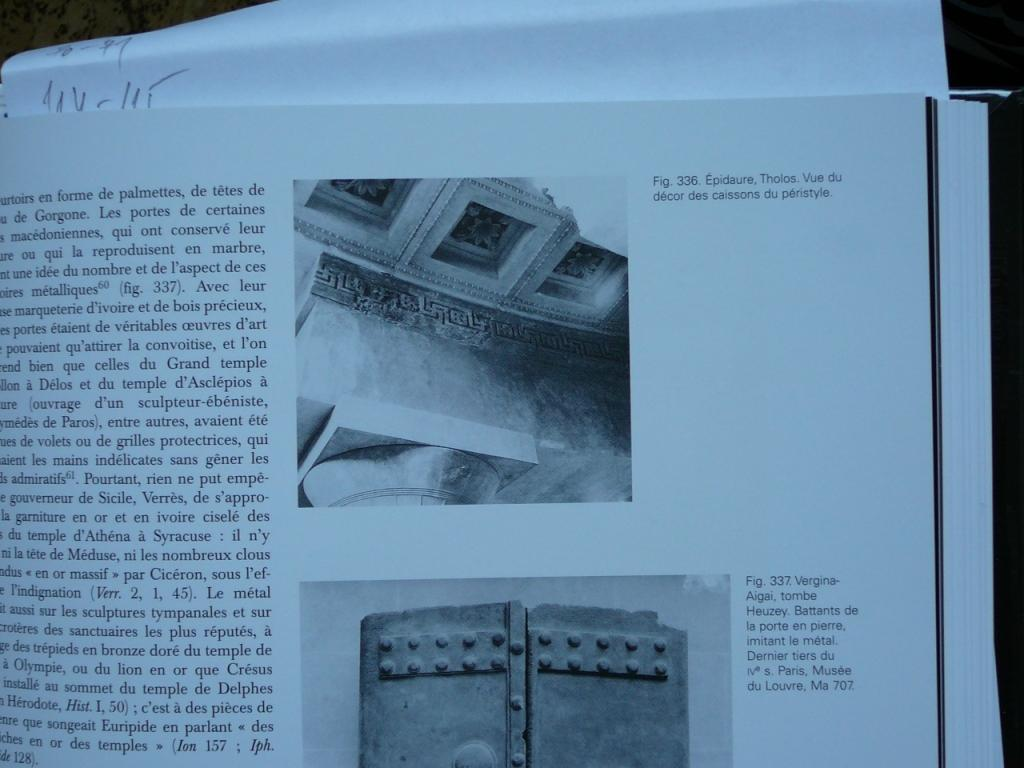 114-115
urtoirs en forme de palmettes, de têtes de
u de Gorgone. Les portes de certaines
s macédoniennes, qui ont conservé leur
ure ou qui la reproduisent en marbre,
nt une idée du nombre et de l'aspect de ces
oires métalliques60 (fig. 337). Avec leur
use marqueterie d'ivoire et de bois précieux,
es portes étaient de véritables œuvres d'art
e pouvaient qu'attirer la convoitise, et l'on
rend bien que celles du Grand temple
ollon à Délos et du temple d'Asclépios à
ure (ouvrage d'un sculpteur-ébéniste,
ymédès de Paros), entre autres, avaient été
ues de volets ou de grilles protectrices, qui
aient les mains indélicates sans gêner les
ds admiratifs61. Pourtant, rien ne put empê-
e gouverneur de Sicile, Verrès, de s'appro-
la garniture en or et en ivoire ciselé des
s du temple d'Athéna à Syracuse : il n'y
ni la tête de Méduse, ni les nombreux clous
ndus « en or massif » par Cicéron, sous l'ef-
e l'indignation (Verr. 2, 1, 45). Le métal
it aussi sur les sculptures tympanales et sur
crotères des sanctuaires les plus réputés, à
ge des trépieds en bronze doré du temple de
à Olympie, ou du lion en or que Crésus
installé au sommet du temple de Delphes
n Hérodote, Hist. I, 50) ; c'est à des pièces de
enre que songeait Euripide en parlant « des
iches en or des temples » (Ion 157 ; Iph.
ide 128).
Fig. 336. Épidaure, Tholos. Vue du
décor des caissons du péristyle.
Fig. 337. Vergina-
Aigai, tombe
Heuzey. Battants de
la porte en pierre,
imitant le métal.
Dernier tiers du
IVe s. Paris, Musée
du Louvre, Ma 707.